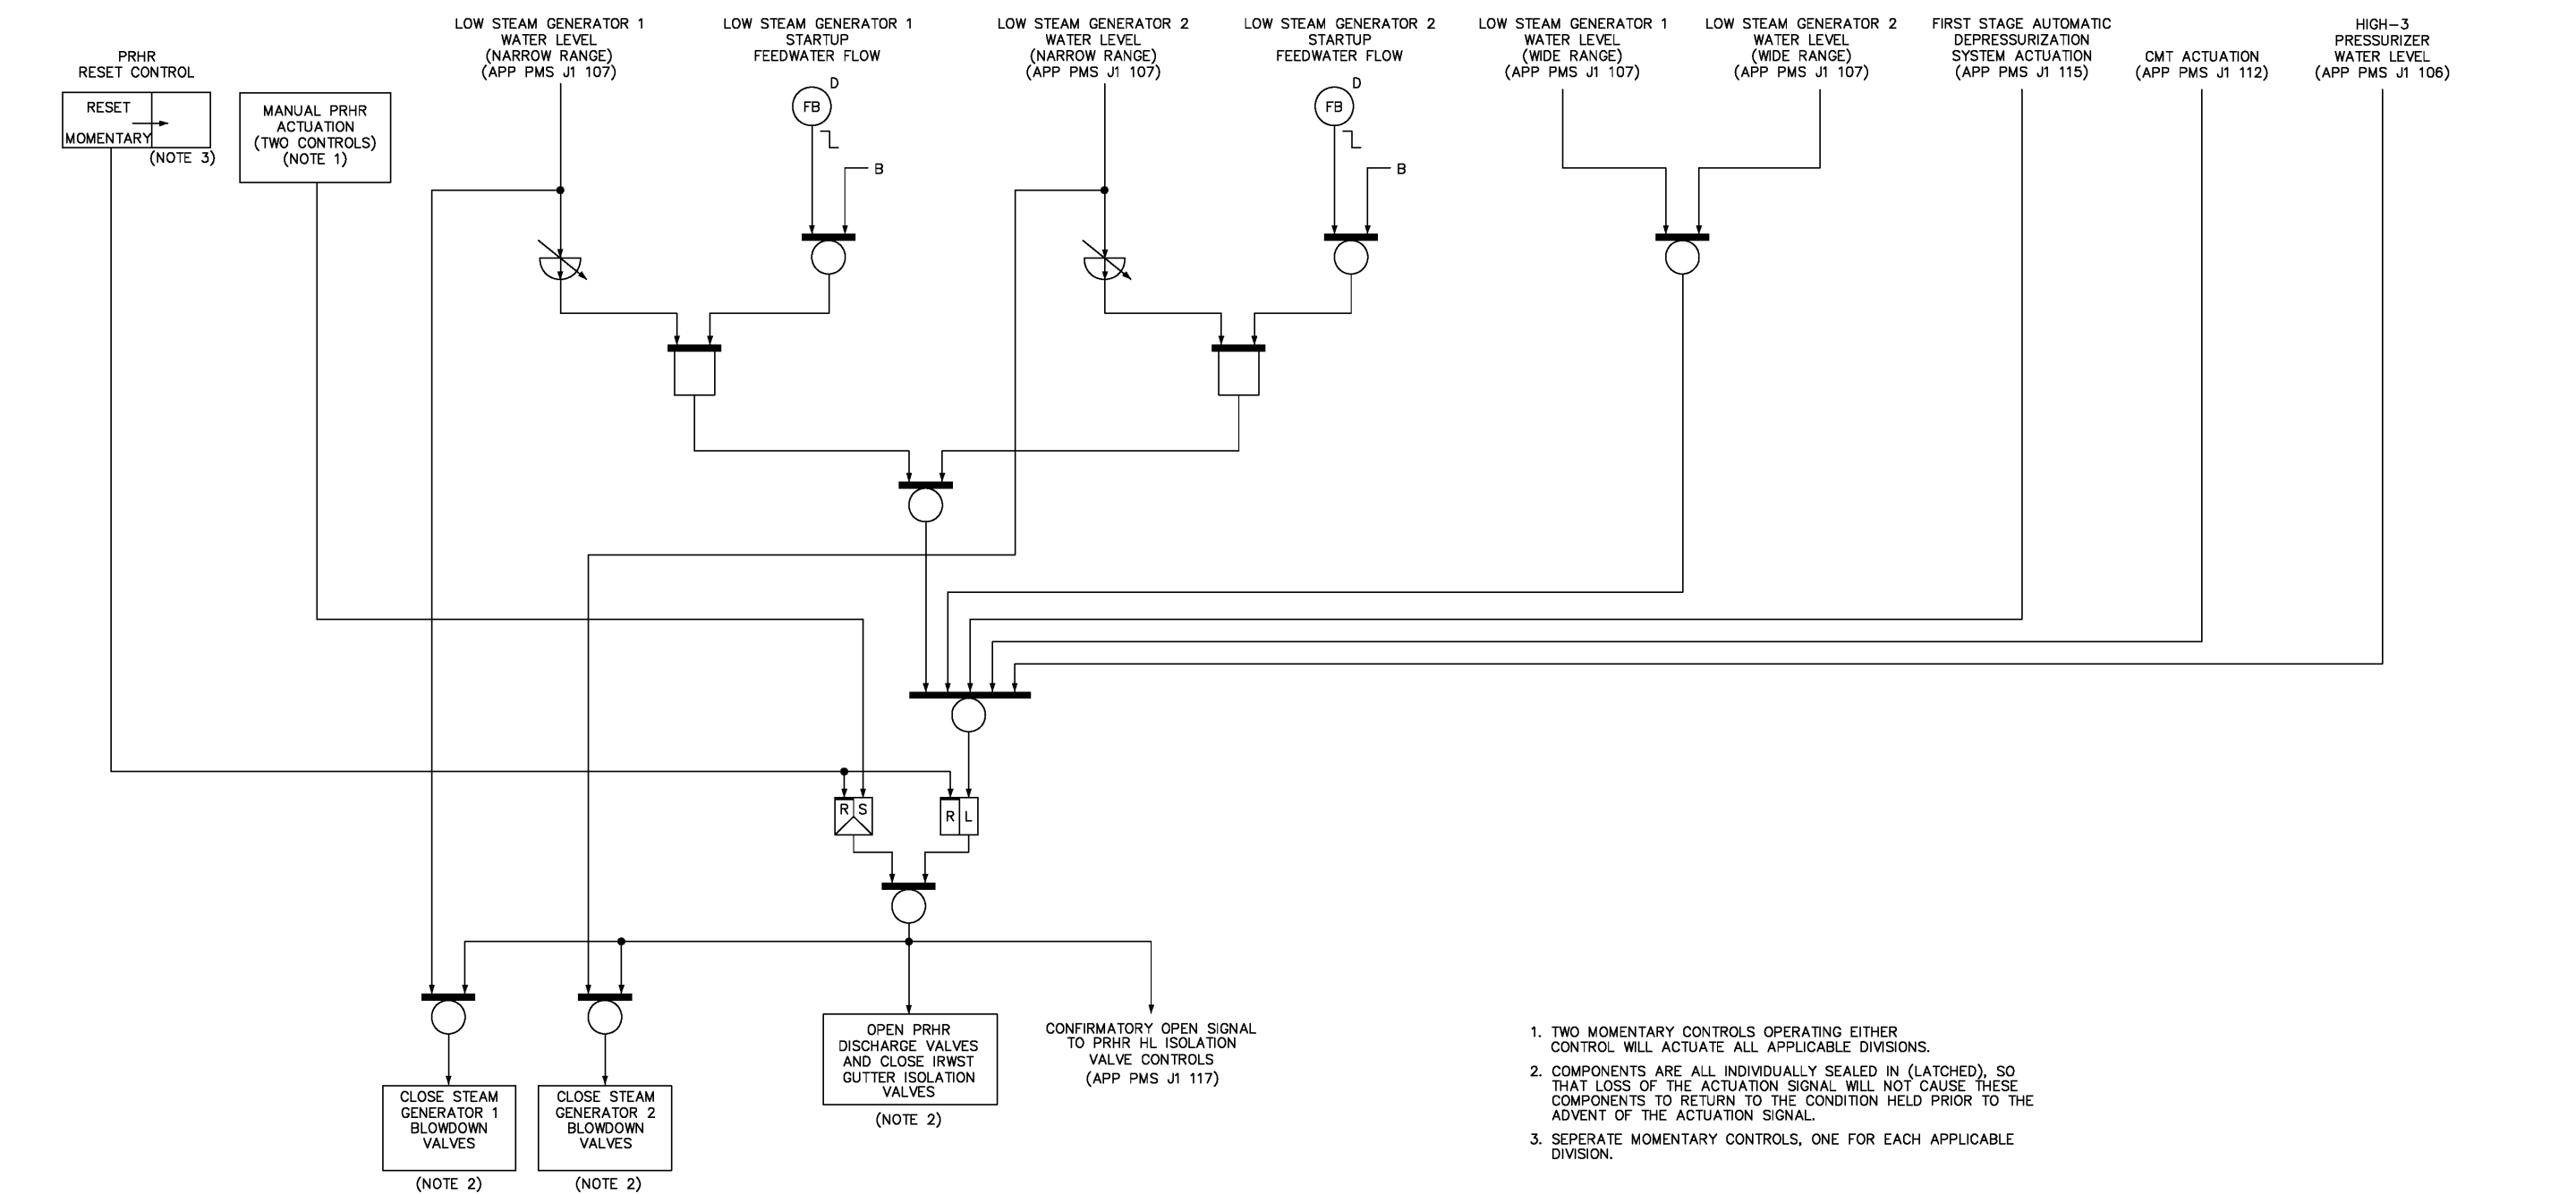 PRHR
RESET CONTROL
RESET
MOMENTARY
(NOTE 3)
MANUAL PRHR
ACTUATION
(TWO CONTROLS)
(NOTE 1)
LOW STEAM GENERATOR 1
WATER LEVEL
(NARROW RANGE)
(APP PMS J1 107)
LOW STEAM GENERATOR 1
STARTUP
FEEDWATER FLOW
FB
D
B
LOW STEAM GENERATOR 2
WATER LEVEL
(NARROW RANGE)
(APP PMS J1 107)
LOW STEAM GENERATOR 2
STARTUP
FEEDWATER FLOW
FB
D
B
LOW STEAM GENERATOR 1
WATER LEVEL
(WIDE RANGE)
(APP PMS J1 107)
LOW STEAM GENERATOR 2
WATER LEVEL
(WIDE RANGE)
(APP PMS J1 107)
FIRST STAGE AUTOMATIC
DEPRESSURIZATION
SYSTEM ACTUATION
(APP PMS J1 115)
CMT ACTUATION
(APP PMS J1 112)
HIGH-3
PRESSURIZER
WATER LEVEL
(APP PMS J1 106)
R S
R L
CLOSE STEAM
GENERATOR 1
BLOWDOWN
VALVES
(NOTE 2)
CLOSE STEAM
GENERATOR 2
BLOWDOWN
VALVES
(NOTE 2)
OPEN PRHR
DISCHARGE VALVES
AND CLOSE IRWST
GUTTER ISOLATION
VALVES
(NOTE 2)
CONFIRMATORY OPEN SIGNAL
TO PRHR HL ISOLATION
VALVE CONTROLS
(APP PMS J1 117)
1. TWO MOMENTARY CONTROLS OPERATING EITHER
CONTROL WILL ACTUATE ALL APPLICABLE DIVISIONS.
2. COMPONENTS ARE ALL INDIVIDUALLY SEALED IN (LATCHED), SO
THAT LOSS OF THE ACTUATION SIGNAL WILL NOT CAUSE THESE
COMPONENTS TO RETURN TO THE CONDITION HELD PRIOR TO THE
ADVENT OF THE ACTUATION SIGNAL.
3. SEPERATE MOMENTARY CONTROLS, ONE FOR EACH APPLICABLE
DIVISION.